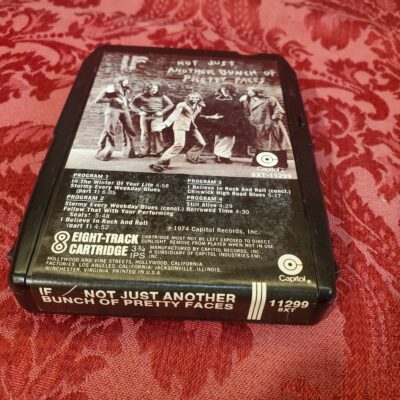 IF
NOT JUST
ANOTHER BUNCH OF
PRETTY FACES
Capitol
8XT-11299
PROGRAM 1
In The Winter Of Your Life 4:58
Stormy Every Weekday Blues
(part 1) 6:09
PROGRAM 2
Stormy Every Weekday Blues (concl.)
Follow That With Your Performing
Seals! 5:48
I Believe In Rock And Roll
(part 1) 4:52
PROGRAM 3
I Believe In Rock And Roll (concl.)
Chiswick High Road Blues 5:17
PROGRAM 4
Still Alive 4:29
Borrowed Time 4:30
℗1974 Capitol Records, Inc.
8 EIGHT-TRACK
CARTRIDGE 3¾ IPS
CARTRIDGE MUST NOT BE LEFT EXPOSED TO DIRECT
SUNLIGHT. REMOVE FROM PLAYER WHEN NOT IN USE
MANUFACTURED BY CAPITOL RECORDS, INC.
A SUBSIDIARY OF CAPITOL INDUSTRIES-EMI,
HOLLYWOOD AND VINE STREETS, HOLLYWOOD, CALIFORNIA.
FACTORIES: LOS ANGELES, CALIFORNIA; JACKSONVILLE, ILLINOIS;
WINCHESTER, VIRGINIA. PRINTED IN U.S.A.
Capitol
IF / NOT JUST ANOTHER
BUNCH OF PRETTY FACES
11299
8XT